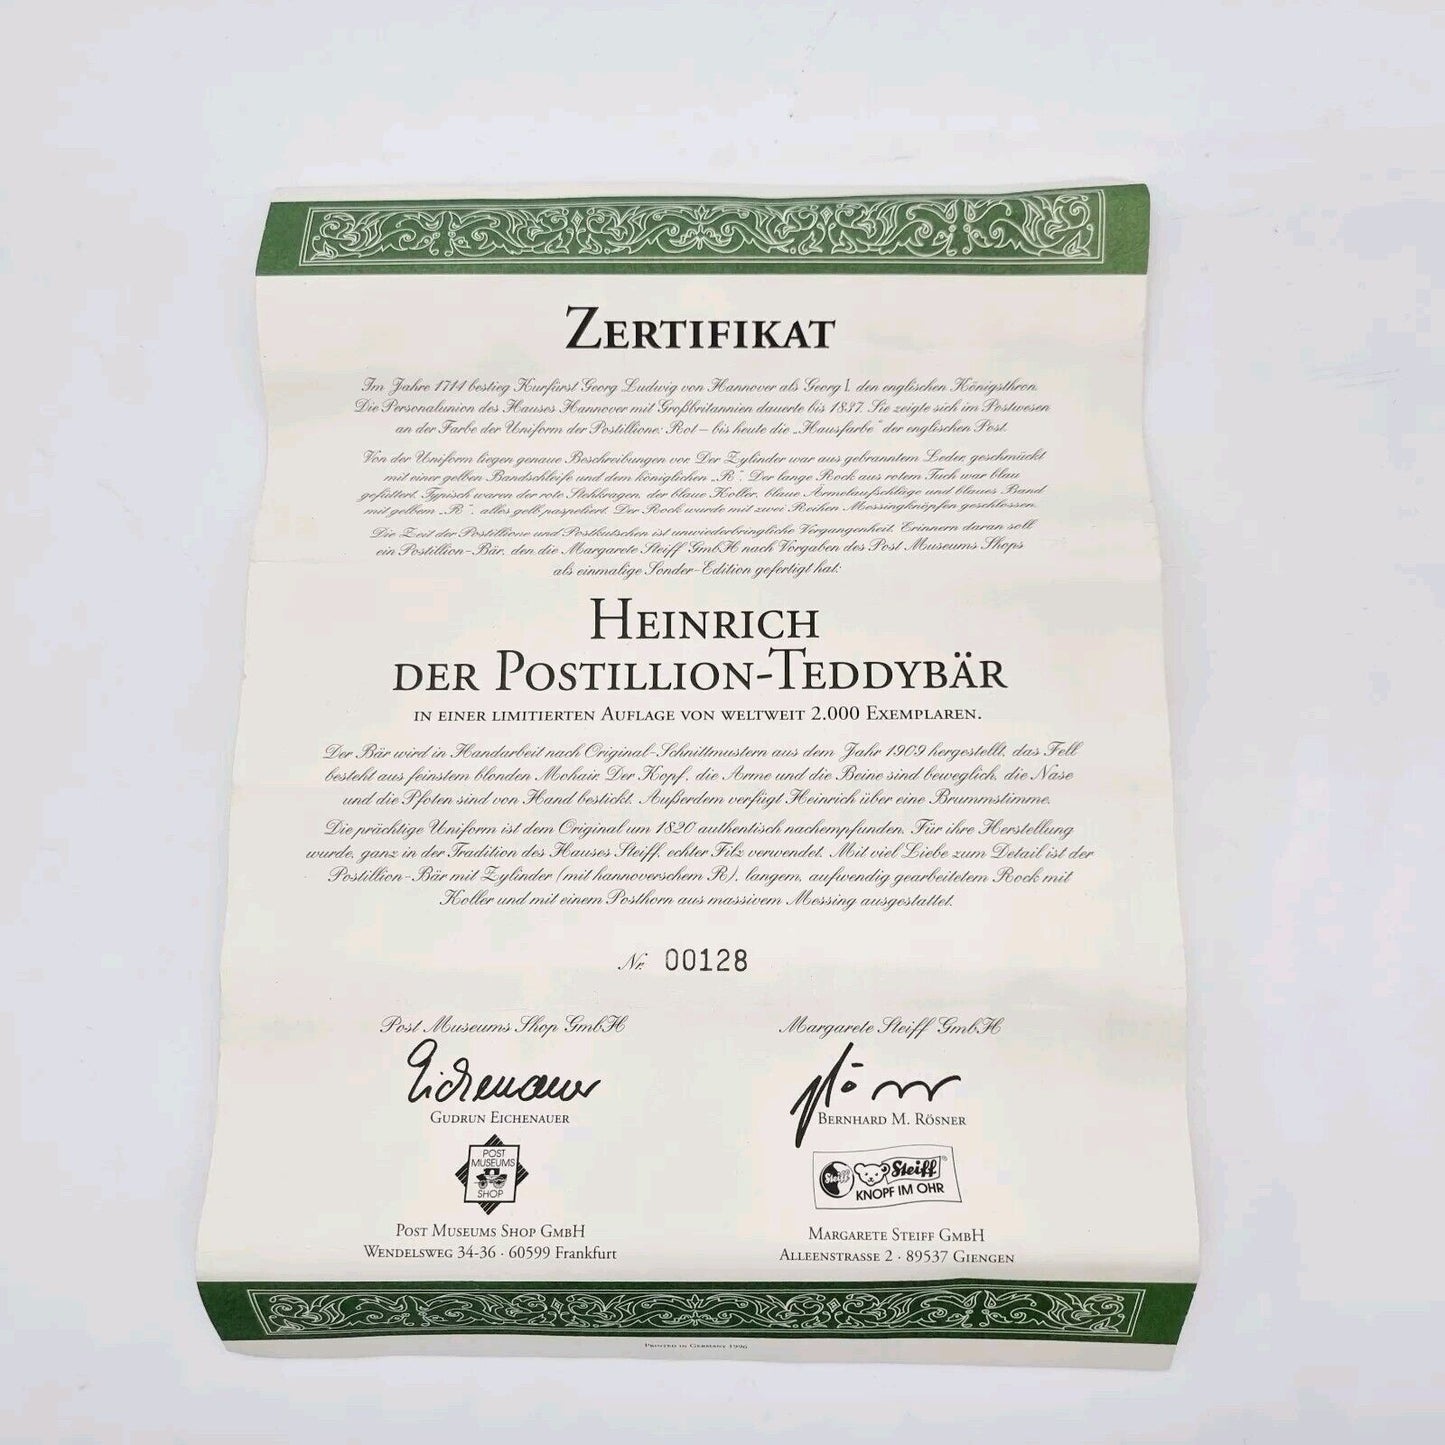 ZERTIFIKAT
Im Jahre 1714 bestieg Kurfürst Georg Ludwig von Hannover als Georg I. den englischen Königsthron.
Die Personalunion des Hauses Hannover mit Großbritannien dauerte bis 1837. Sie zeigte sich im Postwesen
an der Farbe der Uniform der Postillione: Rot – bis heute die „Hausfarbe" der englischen Post.
Von der Uniform liegen genaue Beschreibungen vor. Der Zylinder war aus gebranntem Leder, geschmückt
mit einer gelben Bandschleife und dem königlichen „R". Der lange Rock aus rotem Tuch war blau
gefüttert. Typisch waren der rote Stehkragen, der blaue Koller, blaue Ärmelaufschläge und blaues Band
mit gelbem „R", alles gelb paspeliert. Der Rock wurde mit zwei Reihen Messingknöpfen geschlossen.
Die Zeit der Postillione und Postkutschen ist unwiederbringliche Vergangenheit. Erinnern daran soll
ein Postillion-Bär, den die Margarete Steiff GmbH nach Vorgaben des Post Museums Shops
als einmalige Sonder-Edition gefertigt hat:
HEINRICH
DER POSTILLION-TEDDYBÄR
IN EINER LIMITIERTEN AUFLAGE VON WELTWEIT 2.000 EXEMPLAREN.
Der Bär wird in Handarbeit nach Original-Schnittmustern aus dem Jahr 1909 hergestellt, das Fell
besteht aus feinstem blonden Mohair. Der Kopf, die Arme und die Beine sind beweglich, die Nase
und die Pfoten sind von Hand bestickt. Außerdem verfügt Heinrich über eine Brummstimme.
Die prächtige Uniform ist dem Original um 1820 authentisch nachempfunden. Für ihre Herstellung
wurde, ganz in der Tradition des Hauses Steiff, echter Filz verwendet. Mit viel Liebe zum Detail ist der
Postillion-Bär mit Zylinder (mit hannoverschem R), langem, aufwendig gearbeitetem Rock mit
Koller und mit einem Posthorn aus massivem Messing ausgestattet.
Nr. 00128
Post Museums Shop GmbH
Eichenauer
GUDRUN EICHENAUER
POST
MUSEUMS
SHOP
POST MUSEUMS SHOP GMBH
WENDELSWEG 34-36 · 60599 Frankfurt
Margarete Steiff GmbH
BERNHARD M. RÖSNER
Steiff
Steiff®
KNOPF IM OHR
MARGARETE STEIFF GMBH
ALLEENSTRASSE 2 · 89537 GIENGEN
PRINTED IN GERMANY 1996